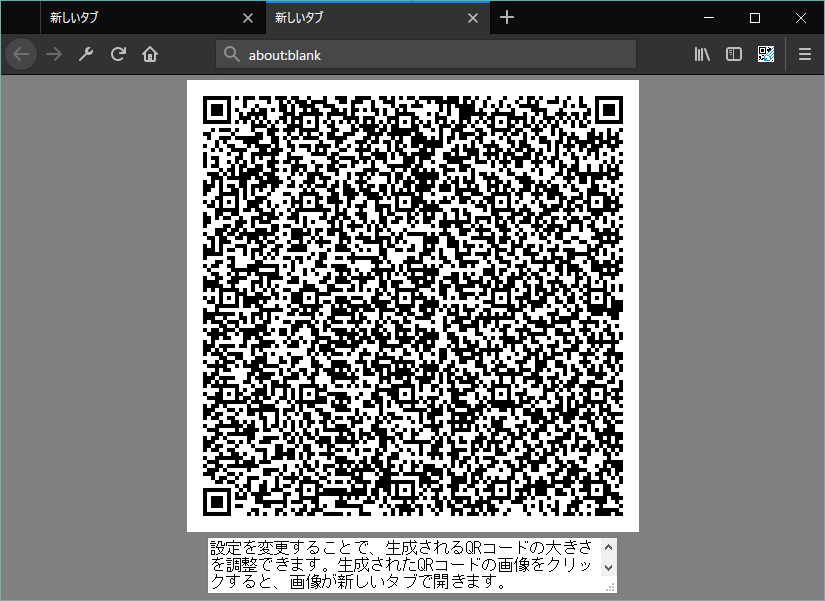 新しいタブ
新しいタブ
about:blank
設定を変更することで、生成されるQRコードの大きさ
を調整できます。生成されたQRコードの画像をクリッ
クすると、画像が新しいタブで開きます。